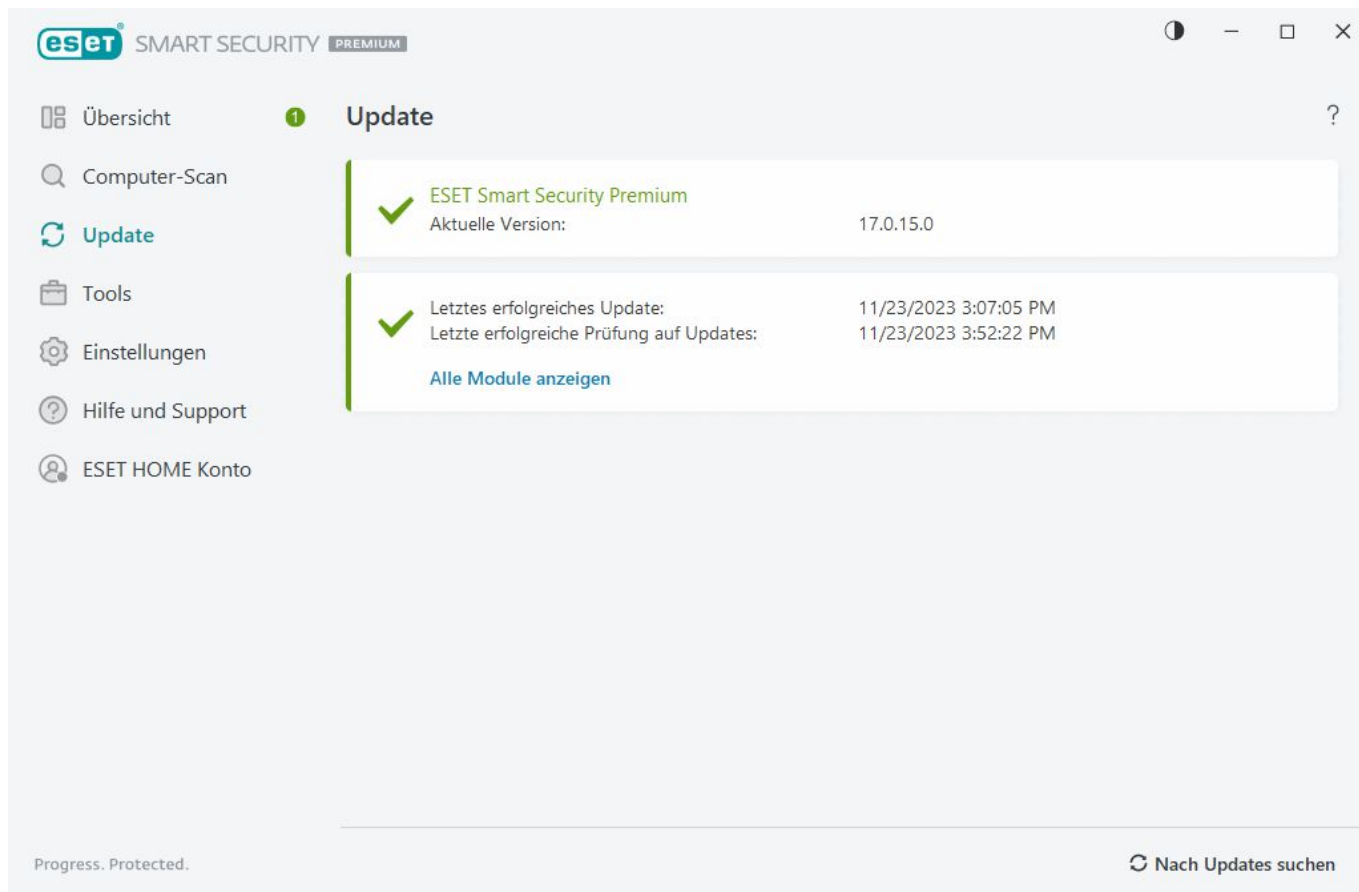 eset® SMART SECURITY PREMIUM
Übersicht 1
Computer-Scan
Update
Tools
Einstellungen
Hilfe und Support
ESET HOME Konto
Update ?
ESET Smart Security Premium
Aktuelle Version: 17.0.15.0
Letztes erfolgreiches Update: 11/23/2023 3:07:05 PM
Letzte erfolgreiche Prüfung auf Updates: 11/23/2023 3:52:22 PM
Alle Module anzeigen
Progress. Protected.
Nach Updates suchen